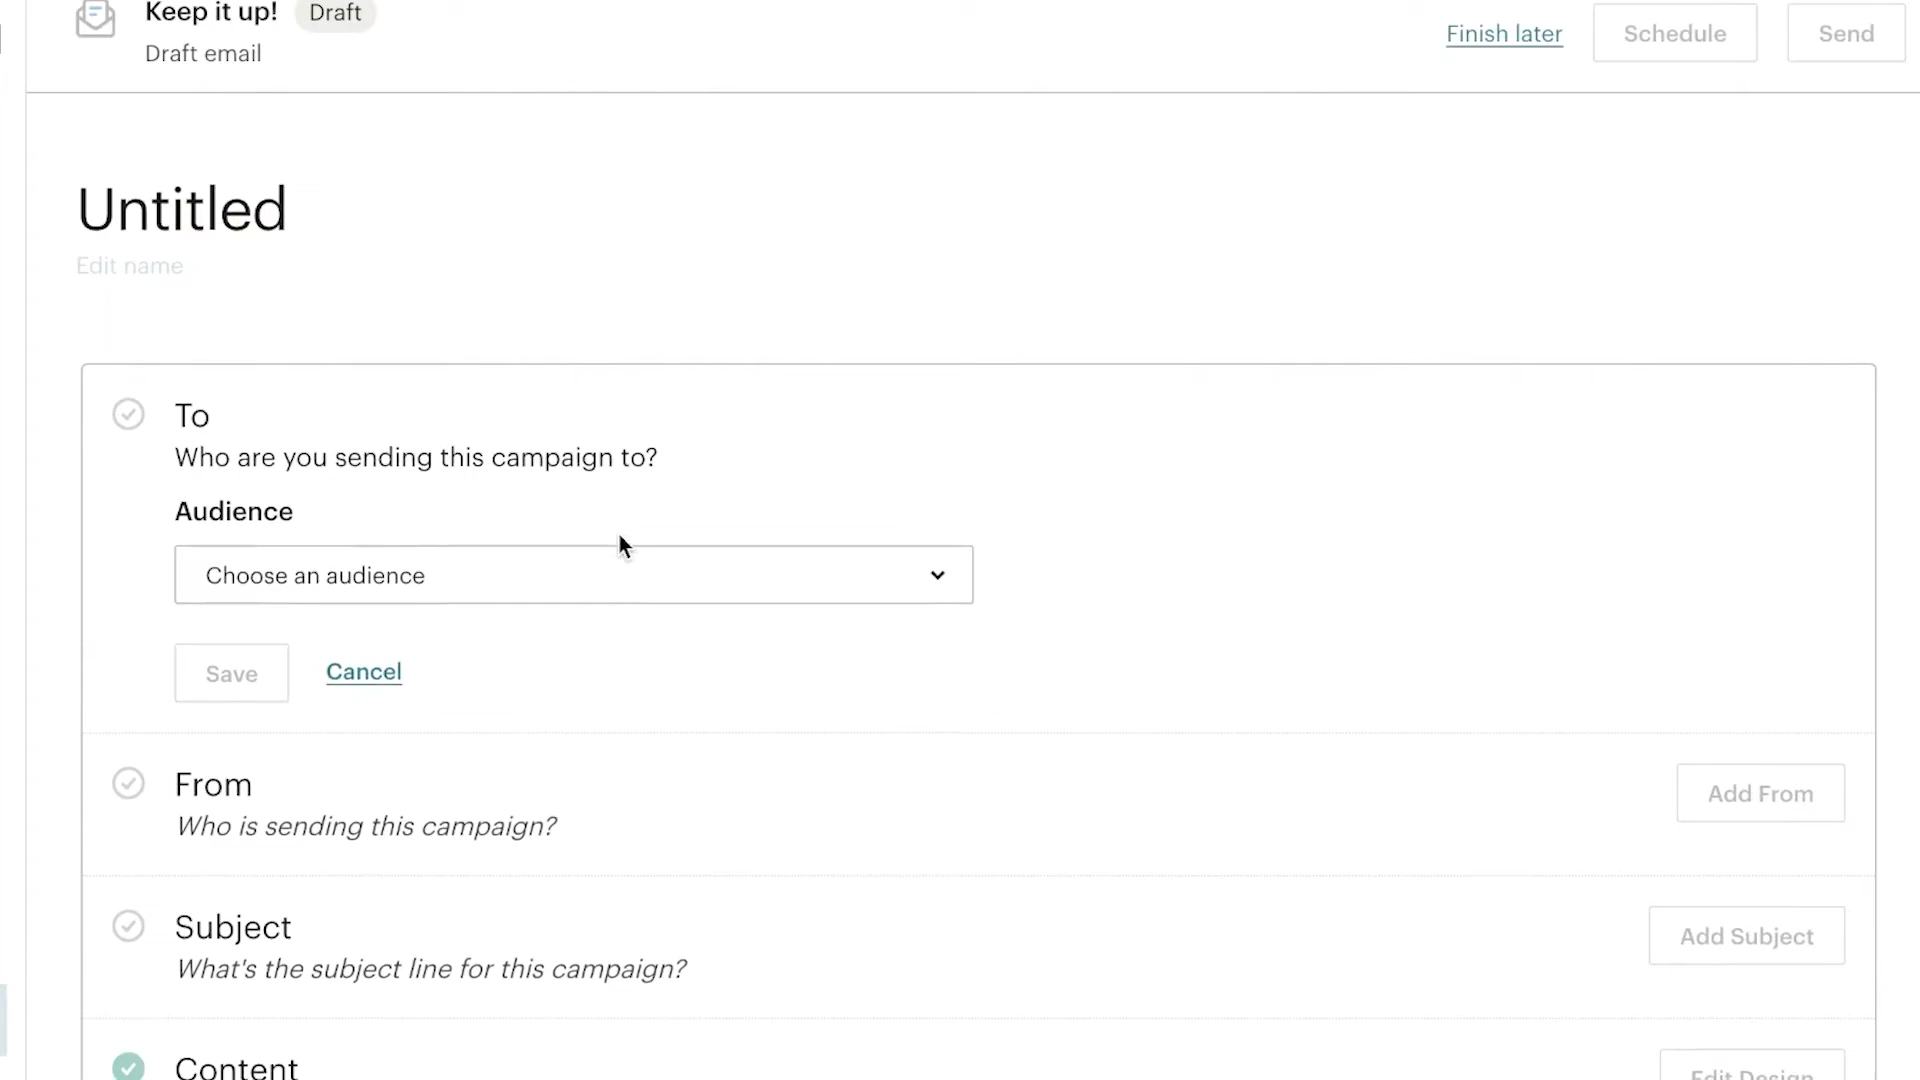 Keep it up! Draft
Draft email
Finish later
Schedule
Send
Untitled
Edit name
To
Who are you sending this campaign to?
Audience
Choose an audience
Save Cancel
From
Who is sending this campaign?
Add From
Subject
What's the subject line for this campaign?
Add Subject
Content
Edit Design